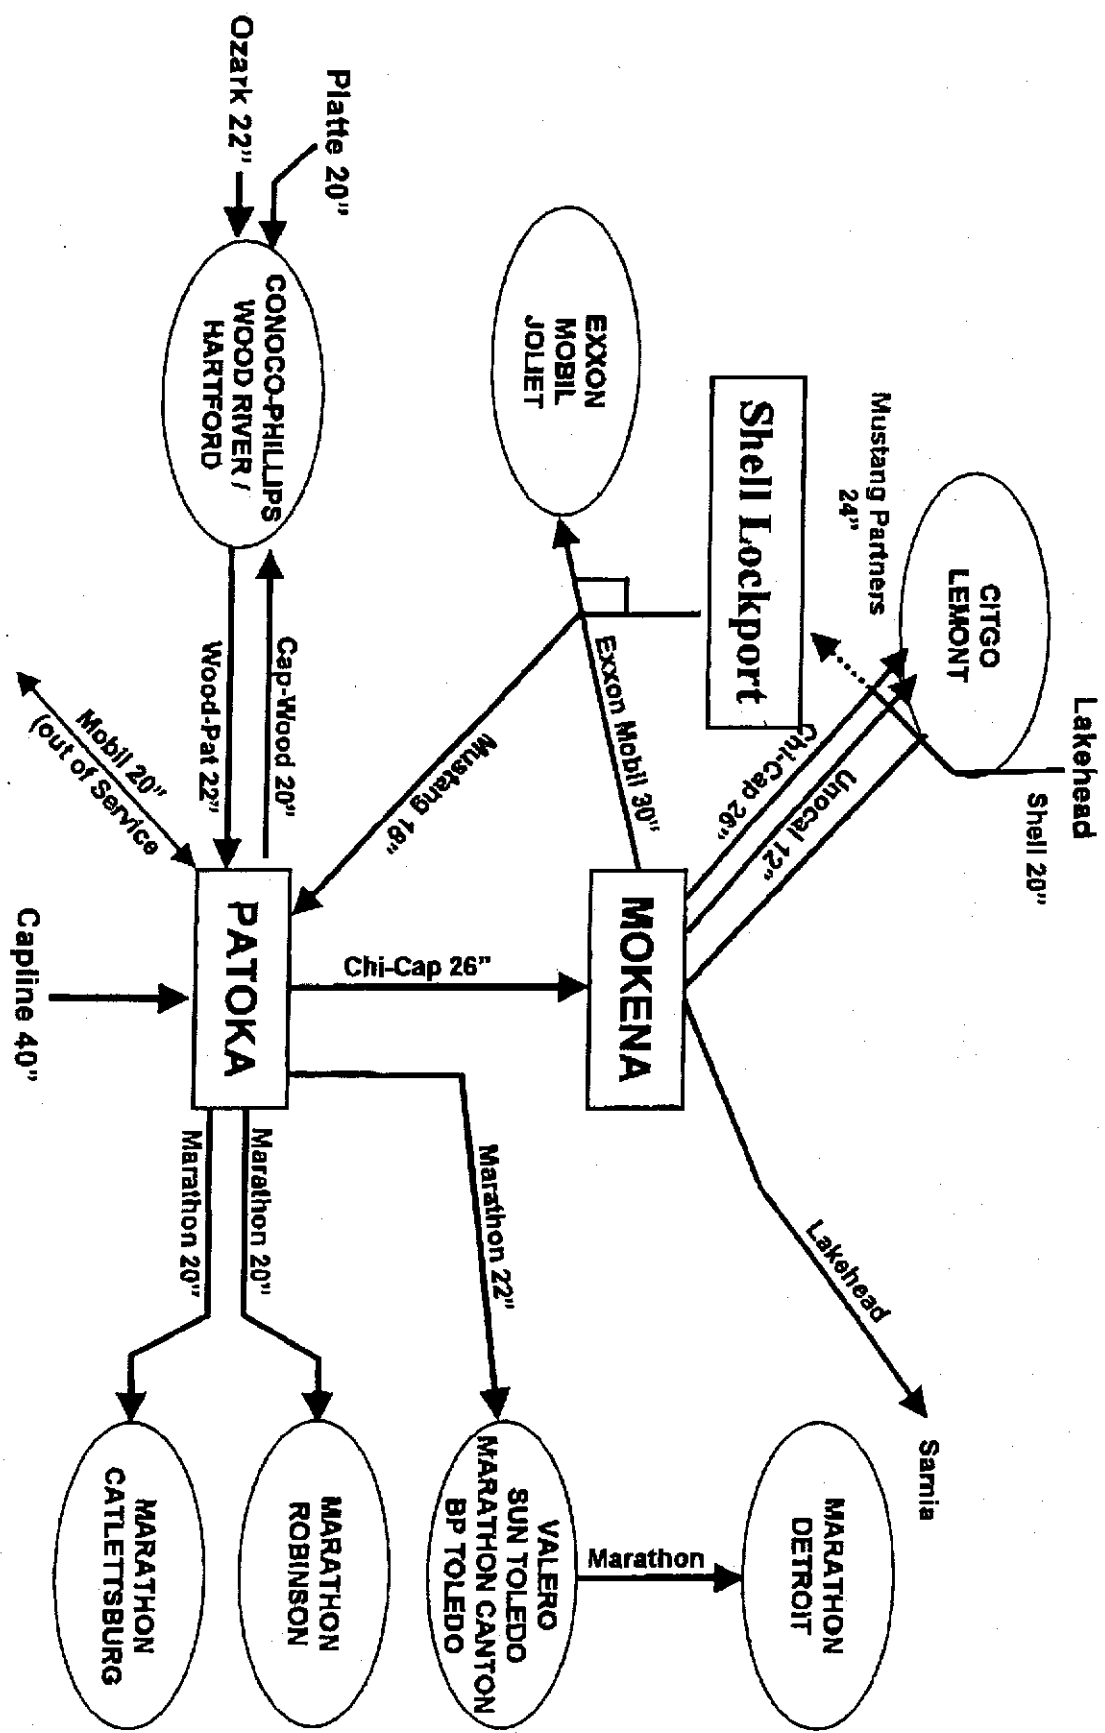 Lakehead
Shell 20”
CITGO
LEMONT
Mustang Partners
24”
Shell Lockport
Chi-Cap 26”
Unocal 12”
Lakehead
Sarnia
MARATHON
DETROIT
EXXON
MOBIL
JOLIET
Exxon Mobil 30”
MOKENA
Mustang 18”
Chi-Cap 26”
Marathon 22”
Marathon
VALERO
SUN TOLEDO
MARATHON CANTON
BP TOLEDO
Platte 20”
Ozark 22”
CONOCO-PHILLIPS
WOOD RIVER /
HARTFORD
Cap-Wood 20”
Wood-Pat 22”
PATOKA
Marathon 20”
Marathon 20”
MARATHON
ROBINSON
MARATHON
CATLETTSBURG
Mobil 20”
(out of Service
Capline 40”